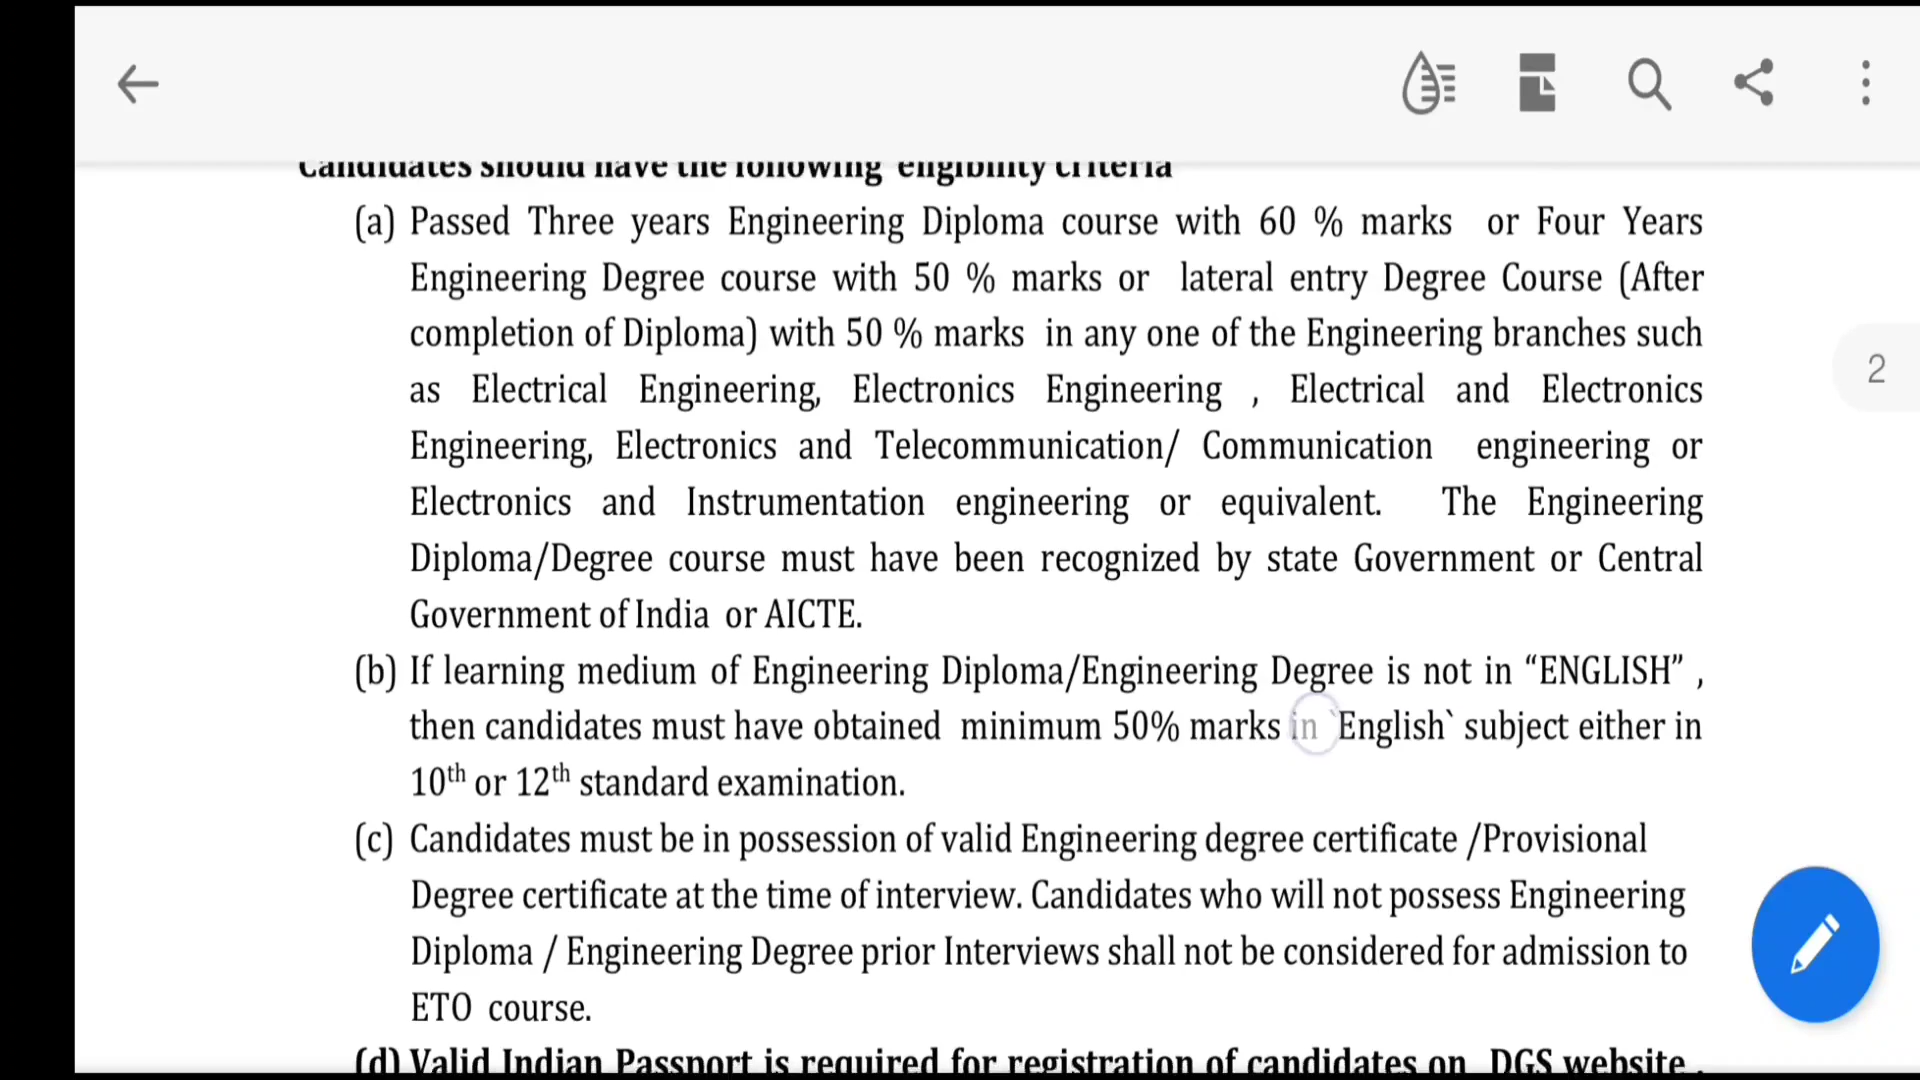 Candidates should have the following eligibility criteria
(a) Passed Three years Engineering Diploma course with 60 % marks or Four Years
Engineering Degree course with 50 % marks or lateral entry Degree Course (After
completion of Diploma) with 50 % marks in any one of the Engineering branches such
as Electrical Engineering, Electronics Engineering , Electrical and Electronics
Engineering, Electronics and Telecommunication/ Communication engineering or
Electronics and Instrumentation engineering or equivalent. The Engineering
Diploma/Degree course must have been recognized by state Government or Central
Government of India or AICTE.
2
(b) If learning medium of Engineering Diploma/Engineering Degree is not in “ENGLISH” ,
then candidates must have obtained minimum 50% marks in `English` subject either in
10th or 12th standard examination.
(c) Candidates must be in possession of valid Engineering degree certificate /Provisional
Degree certificate at the time of interview. Candidates who will not possess Engineering
Diploma / Engineering Degree prior Interviews shall not be considered for admission to
ETO course.
(d) Valid Indian Passport is required for registration of candidates on DGS website .